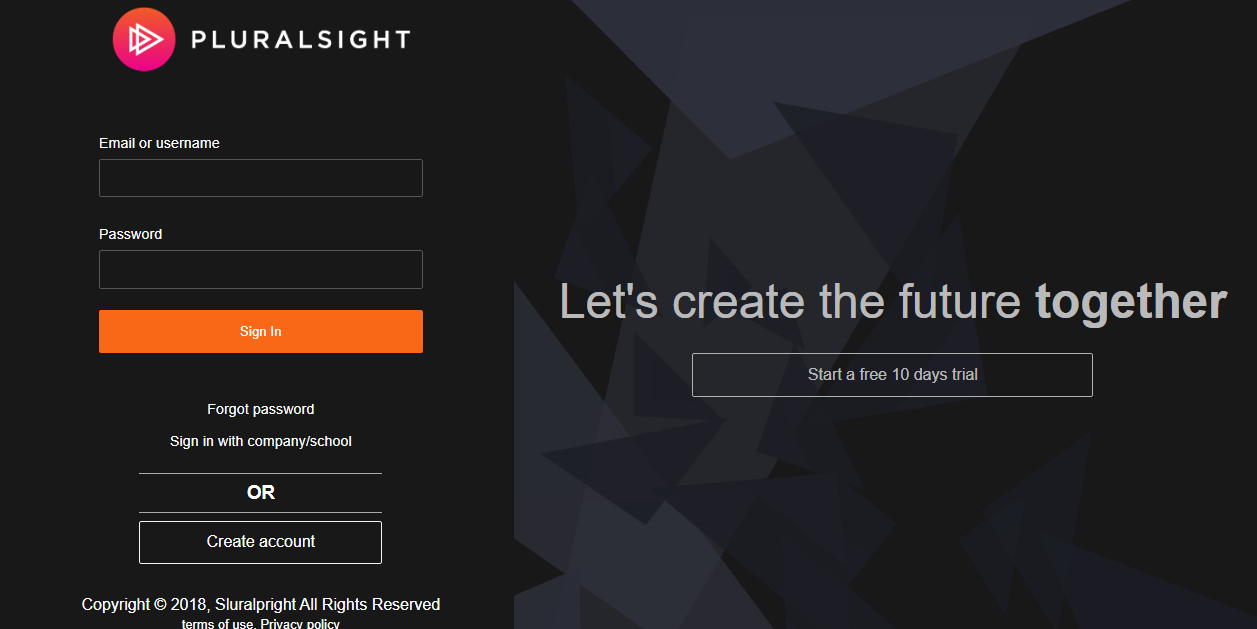 PLURALSIGHT
Email or username
Password
Sign In
Forgot password
Sign in with company/school
OR
Create account
Copyright © 2018, Sluralpright All Rights Reserved
terms of use. Privacy policy
Let's create the future together
Start a free 10 days trial